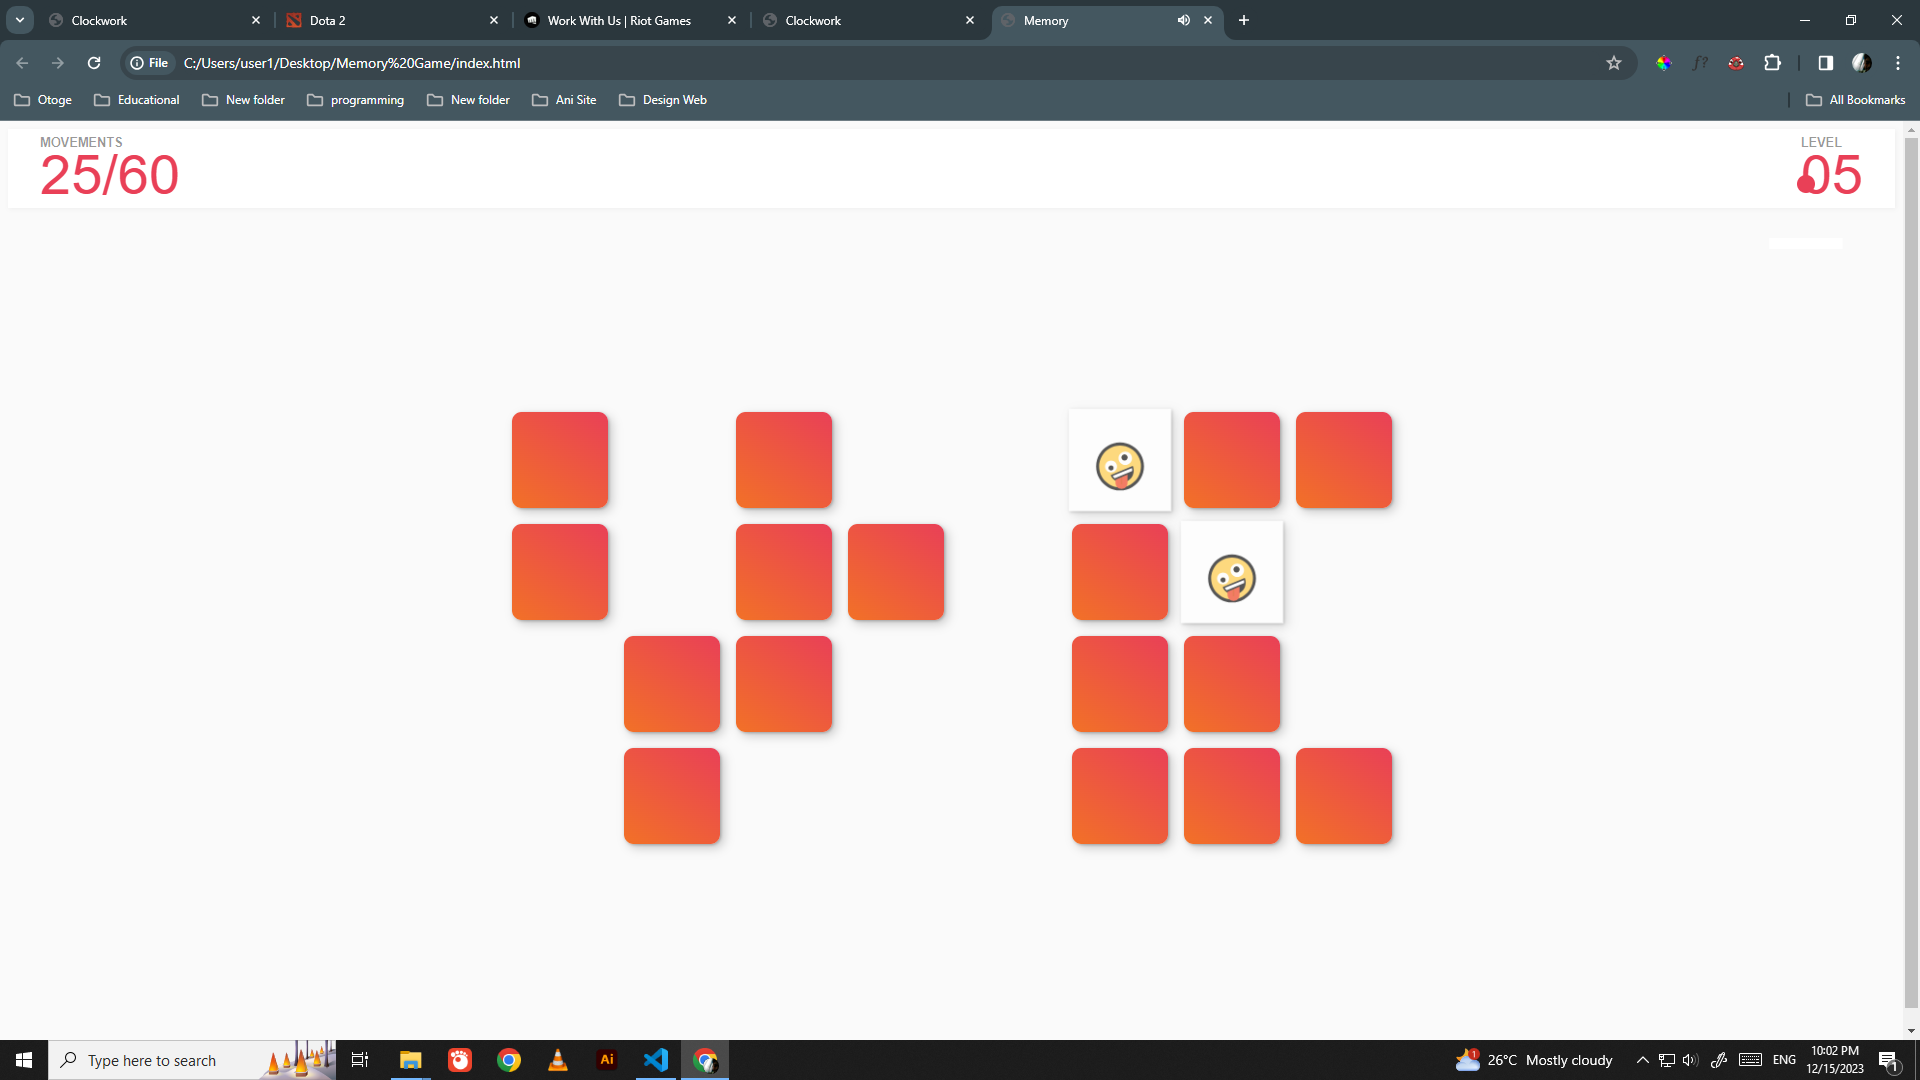 Clockwork
Dota 2
Work With Us | Riot Games
Clockwork
Memory
File
C:/Users/user1/Desktop/Memory%20Game/index.html
f?
Otoge
Educational
New folder
programming
New folder
Ani Site
Design Web
All Bookmarks
MOVEMENTS
25/60
LEVEL
05
Type here to search
Ai
1
26°C Mostly cloudy
ENG
10:02 PM
12/15/2023
1